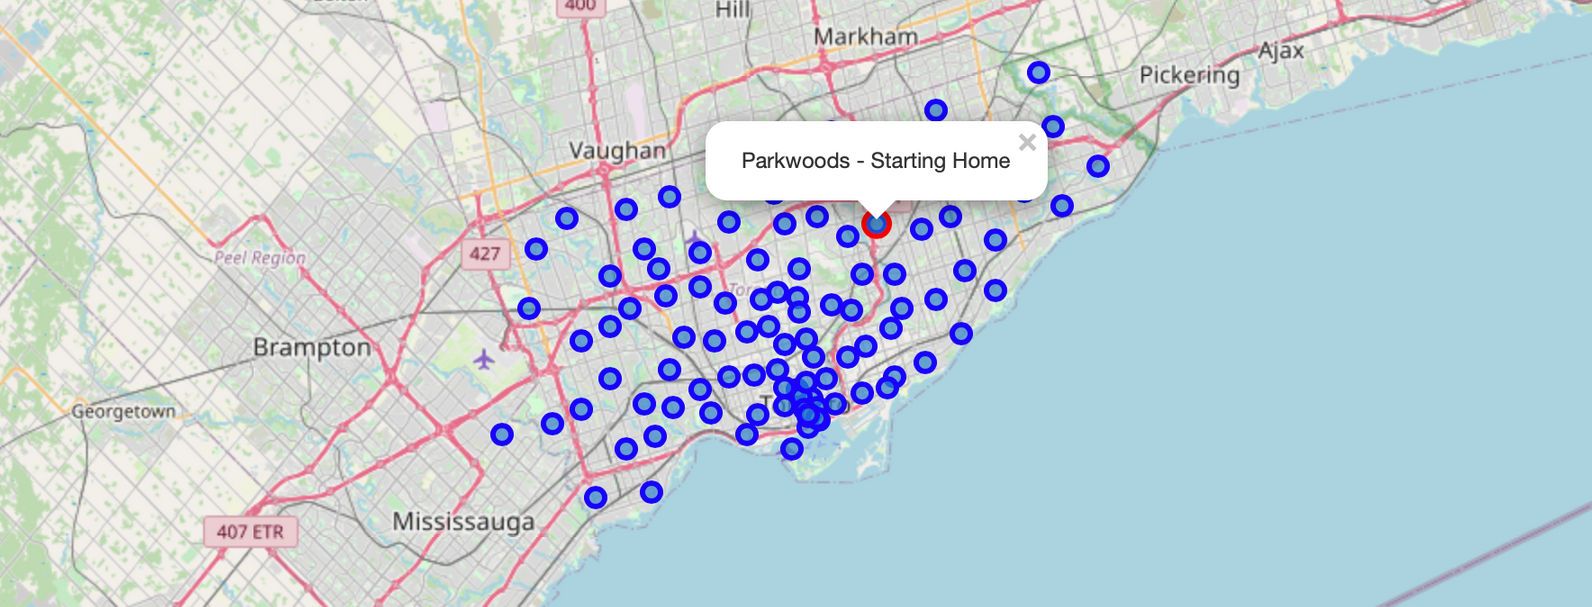 400
Hill
Markham
Ajax
Pickering
Vaughan
Parkwoods - Starting Home
×
427
Peel Region
Brampton
Georgetown
Mississauga
407 ETR